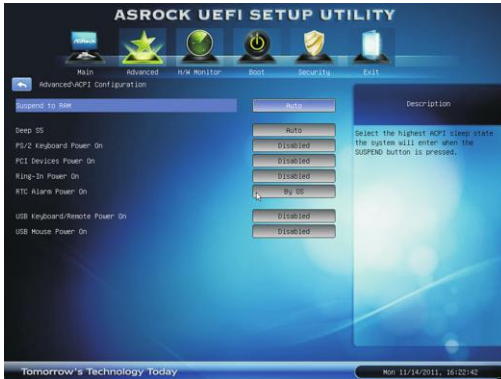 ASROCK UEFI SETUP UTILITY
ASRock
Main Advanced H/W Monitor Boot Security Exit
Advanced\ACPI Configuration
Suspend to RAM Auto
Description
Deep S5 Auto
PS/2 Keyboard Power On Disabled
PCI Devices Power On Disabled
Ring-In Power On Disabled
RTC Alarm Power On By OS
USB Keyboard/Remote Power On Disabled
USB Mouse Power On Disabled
Select the highest ACPI sleep state
the system will enter when the
SUSPEND button is pressed.
Tomorrow's Technology Today
Mon 11/14/2011, 16:22:42